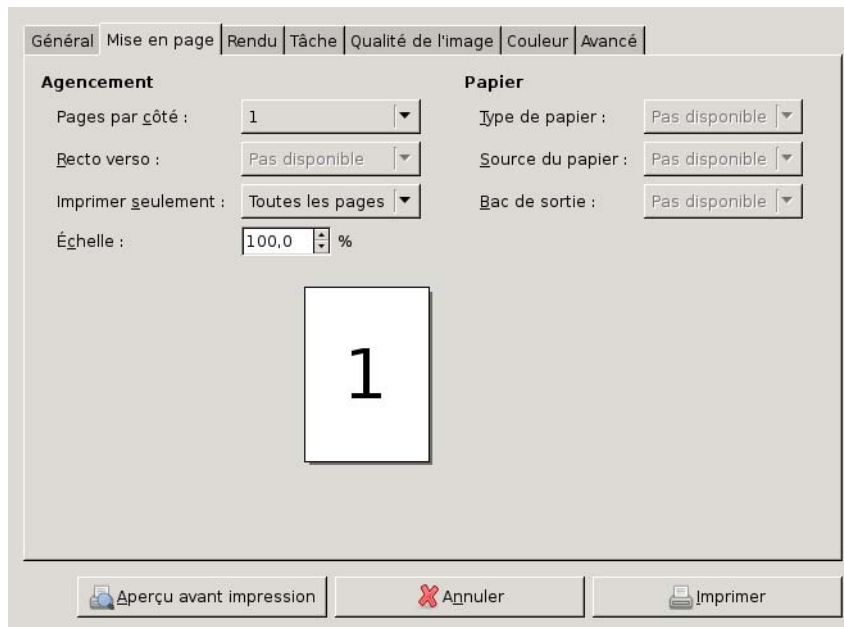 Général Mise en page Rendu Tâche Qualité de l'image Couleur Avancé
Agencement
Pages par côté : 1
Recto verso : Pas disponible
Imprimer seulement : Toutes les pages
Échelle : 100,0 %
Papier
Type de papier : Pas disponible
Source du papier : Pas disponible
Bac de sortie : Pas disponible
1
Aperçu avant impression Annuler Imprimer